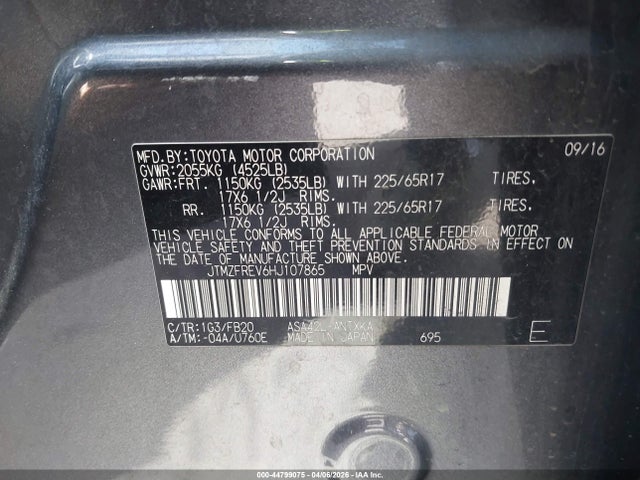 MFD.BY:TOYOTA MOTOR CORPORATION 09/16
GVWR:2055KG (4525LB)
GAWR:FRT. 1150KG (2535LB) WITH 225/65R17 TIRES,
17X6 1/2J RIMS.
RR. 1150KG (2535LB) WITH 225/65R17 TIRES,
17X6 1/2J RIMS.
THIS VEHICLE CONFORMS TO ALL APPLICABLE FEDERAL MOTOR
VEHICLE SAFETY AND THEFT PREVENTION STANDARDS IN EFFECT
ON THE DATE OF MANUFACTURE SHOWN ABOVE.
JTMZFREV6HJ107865 MPV
C/TR:1G3/FB20 ASA42L-ANTXKA
A/TM:-04A/U760E MADE IN JAPAN 695 E
000-44799075 - 04/06/2026 - IAA Inc.